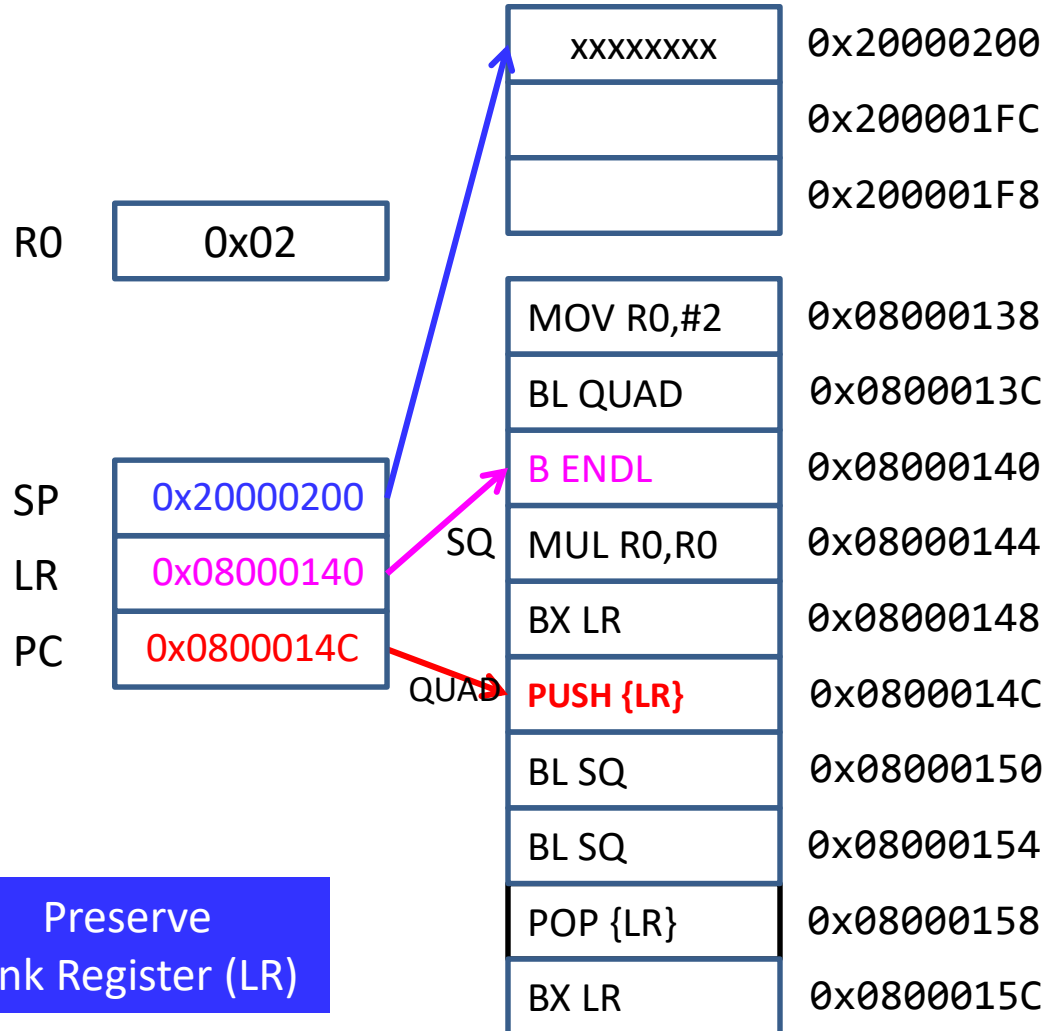 xxxxxxxx 0x20000200
0x200001FC
0x200001F8
R0 0x02
MOV R0,#2 0x08000138
BL QUAD 0x0800013C
B ENDL 0x08000140
SP 0x20000200
SQ MUL R0,R0 0x08000144
LR 0x08000140
BX LR 0x08000148
PC 0x0800014C
QUAD PUSH {LR} 0x0800014C
BL SQ 0x08000150
BL SQ 0x08000154
POP {LR} 0x08000158
BX LR 0x0800015C
Preserve
nk Register (LR)